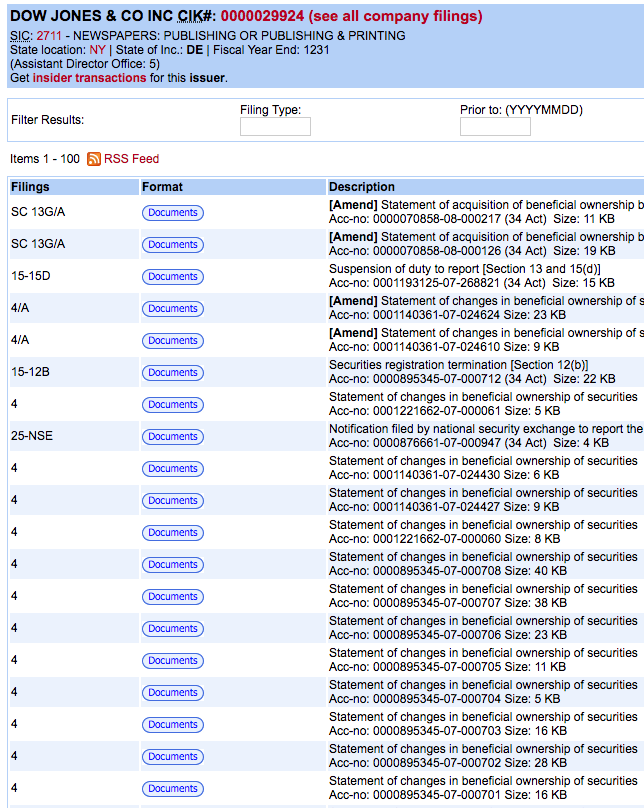 DOW JONES & CO INC CIK#: 0000029924 (see all company filings)
SIC: 2711 - NEWSPAPERS: PUBLISHING OR PUBLISHING & PRINTING
State location: NY | State of Inc.: DE | Fiscal Year End: 1231
(Assistant Director Office: 5)
Get insider transactions for this issuer.
Filter Results:
Filing Type:
Prior to: (YYYYMMDD)
Items 1 - 100 RSS Feed
Filings Format Description
SC 13G/A Documents [Amend] Statement of acquisition of beneficial ownership b
Acc-no: 0000070858-08-000217 (34 Act) Size: 11 KB
SC 13G/A Documents [Amend] Statement of acquisition of beneficial ownership b
Acc-no: 0000070858-08-000126 (34 Act) Size: 19 KB
15-15D Documents Suspension of duty to report [Section 13 and 15(d)]
Acc-no: 0001193125-07-268821 (34 Act) Size: 15 KB
4/A Documents [Amend] Statement of changes in beneficial ownership of s
Acc-no: 0001140361-07-024624 Size: 23 KB
4/A Documents [Amend] Statement of changes in beneficial ownership of s
Acc-no: 0001140361-07-024610 Size: 9 KB
15-12B Documents Securities registration termination [Section 12(b)]
Acc-no: 0000895345-07-000712 (34 Act) Size: 22 KB
4 Documents Statement of changes in beneficial ownership of securities
Acc-no: 0001221662-07-000061 Size: 5 KB
25-NSE Documents Notification filed by national security exchange to report the
Acc-no: 0000876661-07-000947 (34 Act) Size: 4 KB
4 Documents Statement of changes in beneficial ownership of securities
Acc-no: 0001140361-07-024430 Size: 6 KB
4 Documents Statement of changes in beneficial ownership of securities
Acc-no: 0001140361-07-024427 Size: 9 KB
4 Documents Statement of changes in beneficial ownership of securities
Acc-no: 0001221662-07-000060 Size: 8 KB
4 Documents Statement of changes in beneficial ownership of securities
Acc-no: 0000895345-07-000708 Size: 40 KB
4 Documents Statement of changes in beneficial ownership of securities
Acc-no: 0000895345-07-000707 Size: 38 KB
4 Documents Statement of changes in beneficial ownership of securities
Acc-no: 0000895345-07-000706 Size: 23 KB
4 Documents Statement of changes in beneficial ownership of securities
Acc-no: 0000895345-07-000705 Size: 11 KB
4 Documents Statement of changes in beneficial ownership of securities
Acc-no: 0000895345-07-000704 Size: 5 KB
4 Documents Statement of changes in beneficial ownership of securities
Acc-no: 0000895345-07-000703 Size: 16 KB
4 Documents Statement of changes in beneficial ownership of securities
Acc-no: 0000895345-07-000702 Size: 28 KB
4 Documents Statement of changes in beneficial ownership of securities
Acc-no: 0000895345-07-000701 Size: 16 KB